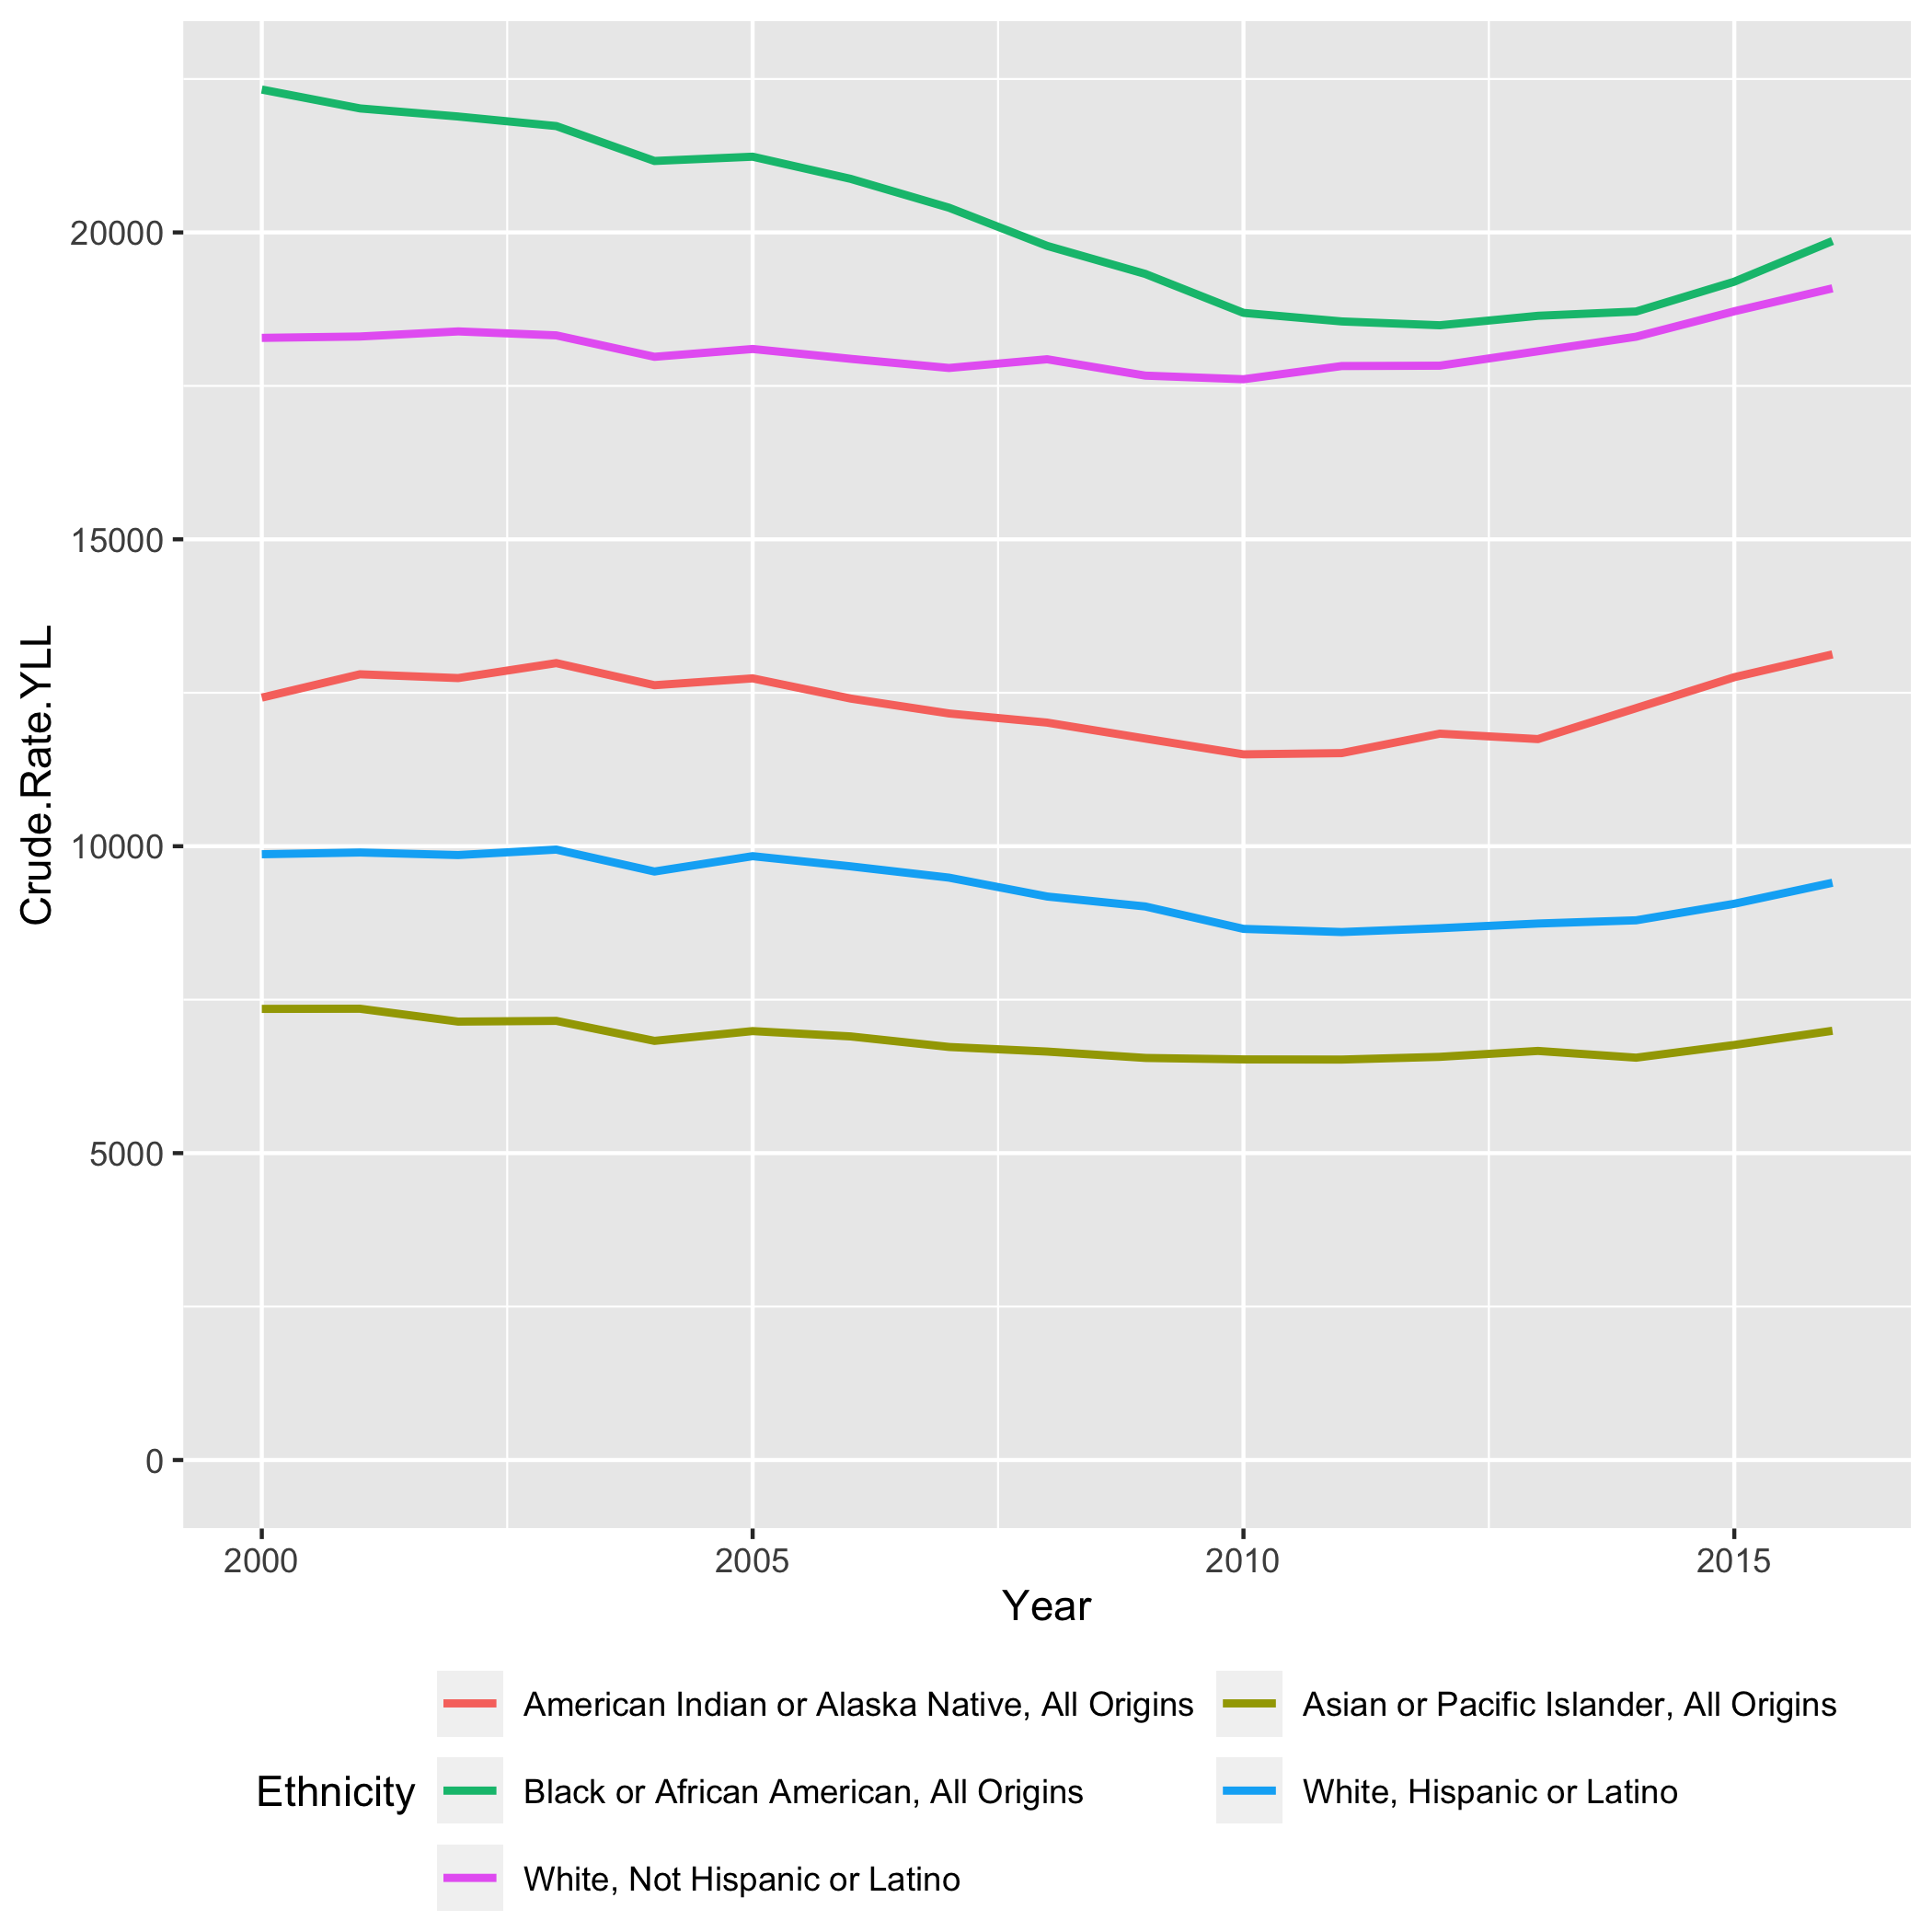 20000
15000
10000
5000
0
Crude.Rate.YLL
2000 2005 2010 2015
Year
Ethnicity
American Indian or Alaska Native, All Origins
Asian or Pacific Islander, All Origins
Black or African American, All Origins
White, Hispanic or Latino
White, Not Hispanic or Latino